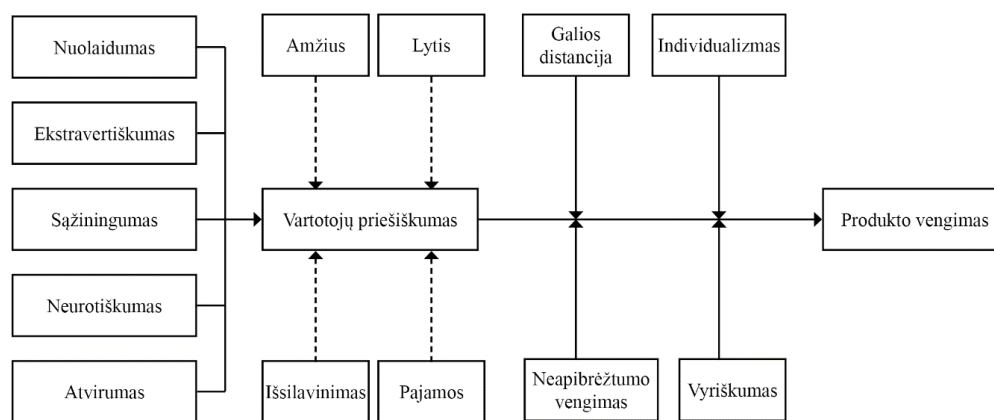 Nuolaidumas
Ekstravertiškumas
Sąžiningumas
Neurotiškumas
Atvirumas
Amžius
Lytis
Vartotojų priešiškumas
Išsilavinimas
Pajamos
Galios
distancija
Individualizmas
Neapibrėžtumo
vengimas
Vyriškumas
Produkto vengimas